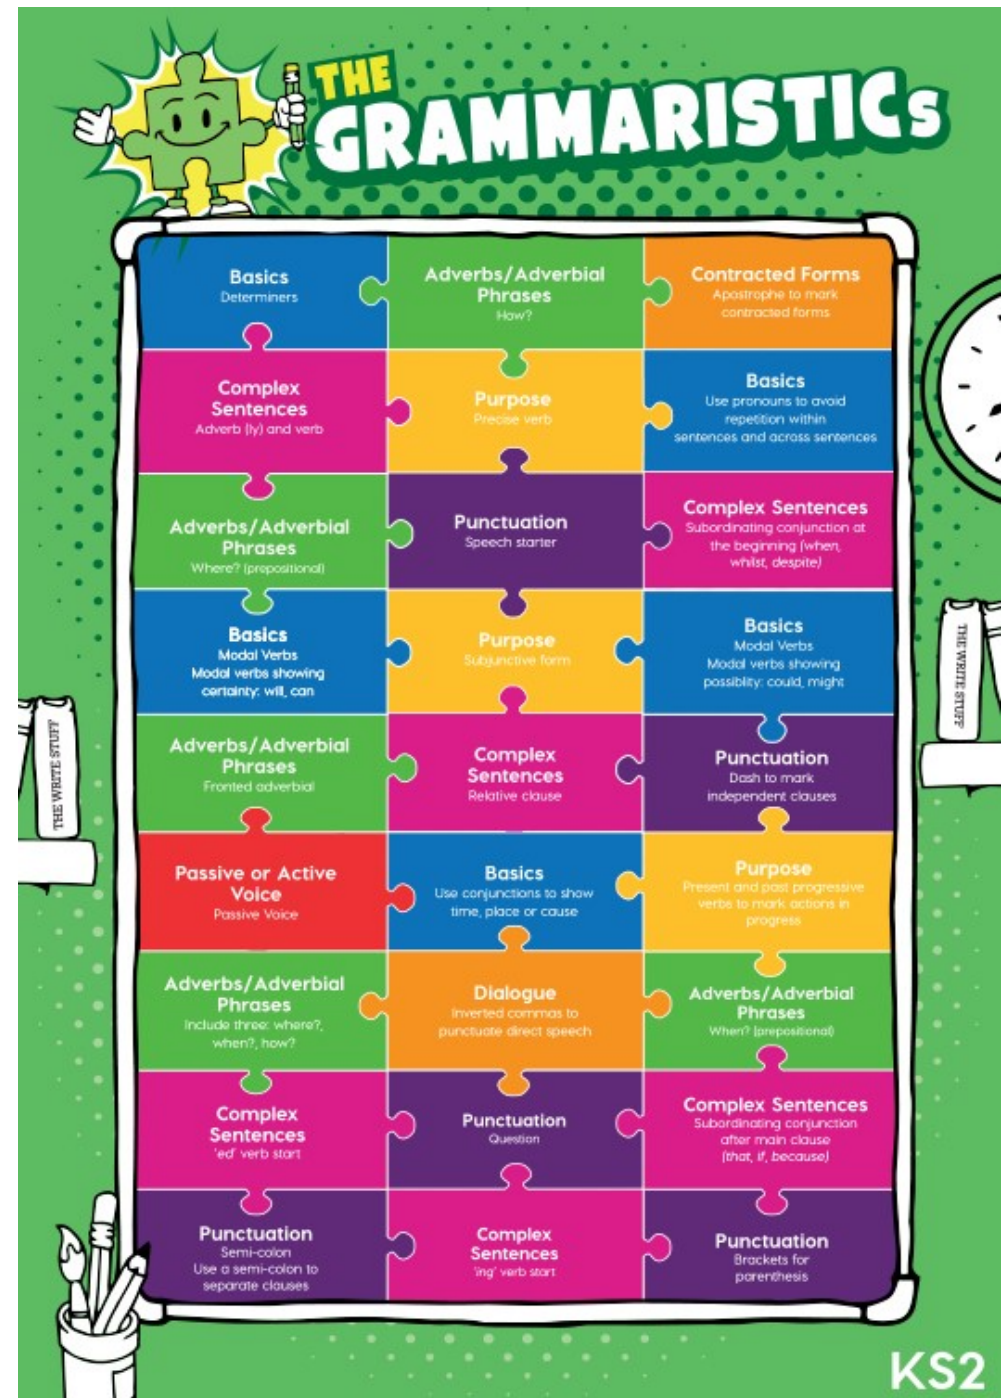 THE
GRAMMARISTICs
Basics
Determiners
Adverbs/Adverbial
Phrases
How?
Contracted Forms
Apostrophe to mark
contracted forms
Complex
Sentences
Adverb (ly) and verb
Purpose
Precise verb
Basics
Use pronouns to avoid
repetition within
sentences and across sentences
Adverbs/Adverbial
Phrases
Where? (prepositional)
Punctuation
Speech starter
Complex Sentences
Subordinating conjunction at
the beginning (when,
whilst, despite)
Basics
Modal Verbs
Modal verbs showing
certainty: will, can
Purpose
Subjunctive form
Basics
Modal Verbs
Modal verbs showing
possiblity: could, might
Adverbs/Adverbial
Phrases
Fronted adverbial
Complex
Sentences
Relative clause
Punctuation
Dash to mark
independent clauses
Passive or Active
Voice
Passive Voice
Basics
Use conjunctions to show
time, place or cause
Purpose
Present and past progressive
verbs to mark actions in
progress
Adverbs/Adverbial
Phrases
Include three: where?,
when?, how?
Dialogue
Inverted commas to
punctuate direct speech
Adverbs/Adverbial
Phrases
When? (prepositional)
Complex
Sentences
'ed' verb start
Punctuation
Question
Complex Sentences
Subordinating conjunction
after main clause
(that, if, because)
Punctuation
Semi-colon
Use a semi-colon to
separate clauses
Complex
Sentences
'ing' verb start
Punctuation
Brackets for
parenthesis
THE WRITE STUFF
THE WRITE STUFF
KS2